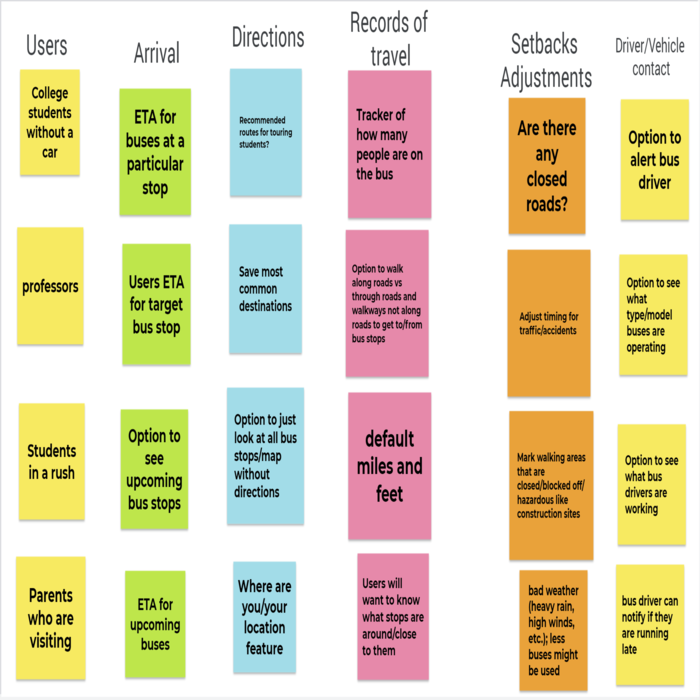 Users
College
students
without a
car
professors
Students
in a rush
Parents
who are
visiting
Arrival
ETA for
buses at a
particular
stop
Users ETA
for target
bus stop
Option to
see
upcoming
bus stops
ETA for
upcoming
buses
Directions
Recommended
routes for touring
students?
Save most
common
destinations
Option to just
look at all bus
stops/map
without
directions
Where are
you/your
location
feature
Records of
travel
Tracker of
how many
people are on
the bus
Option to walk
along roads vs
through roads and
walkways not along
roads to get to/from
bus stops
default
miles and
feet
Users will
want to know
what stops are
around/close
to them
Setbacks
Adjustments
Are there
any
closed
roads?
Adjust timing for
traffic/accidents
Mark walking areas
that are
closed/blocked off/
hazardous like
construction sites
bad weather
(heavy rain,
high winds,
etc.); less
buses might
be used
Driver/Vehicle
contact
Option to
alert bus
driver
Option to see
what
type/model
buses are
operating
Option to see
what bus
drivers are
working
bus driver can
notify if they
are running
late